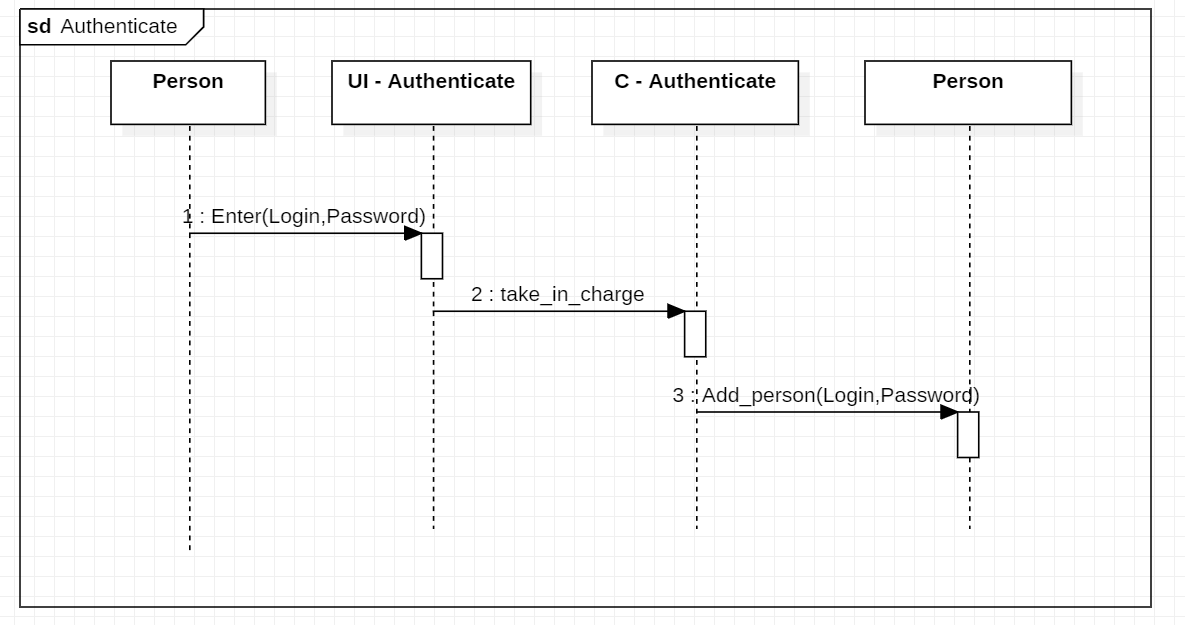 sd Authenticate
Person
UI - Authenticate
C - Authenticate
Person
1 : Enter(Login,Password)
2 : take_in_charge
3 : Add_person(Login,Password)